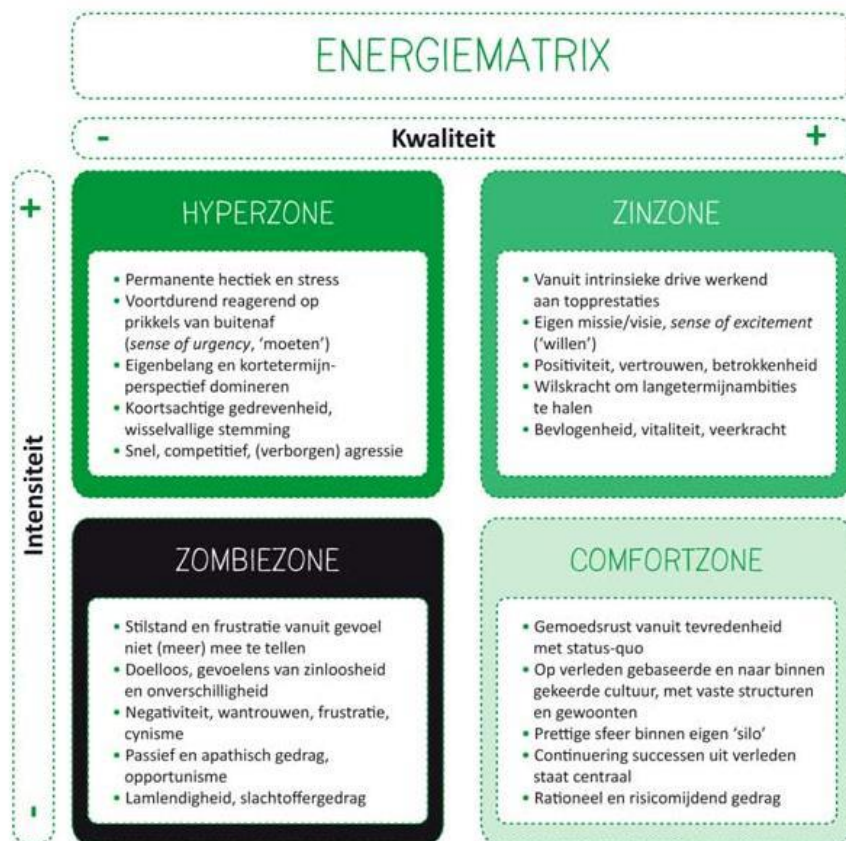 ENERGIEMATRIX
- Kwaliteit +
+
Intensiteit
-
HYPERZONE
• Permanente hectiek en stress
• Voortdurend reagerend op
prikkels van buitenaf
(sense of urgency, ‘moeten’)
• Eigenbelang en kortetermijn-
perspectief domineren
• Koortsachtige gedrevenheid,
wisselvallige stemming
• Snel, competitief, (verborgen) agressie
ZINZONE
• Vanuit intrinsieke drive werkend
aan topprestaties
• Eigen missie/visie, sense of excitement
(‘willen’)
• Positiviteit, vertrouwen, betrokkenheid
• Wilskracht om langetermijnambities
te halen
• Bevlogenheid, vitaliteit, veerkracht
ZOMBIEZONE
• Stilstand en frustratie vanuit gevoel
niet (meer) mee te tellen
• Doelloos, gevoelens van zinloosheid
en onverschilligheid
• Negativiteit, wantrouwen, frustratie,
cynisme
• Passief en apathisch gedrag,
opportunisme
• Lamlendigheid, slachtoffergedrag
COMFORTZONE
• Gemoedsrust vanuit tevredenheid
met status-quo
• Op verleden gebaseerde en naar binnen
gekeerde cultuur, met vaste structuren
en gewoonten
• Prettige sfeer binnen eigen ‘silo’
• Continuering successen uit verleden
staat centraal
• Rationeel en risicomijdend gedrag